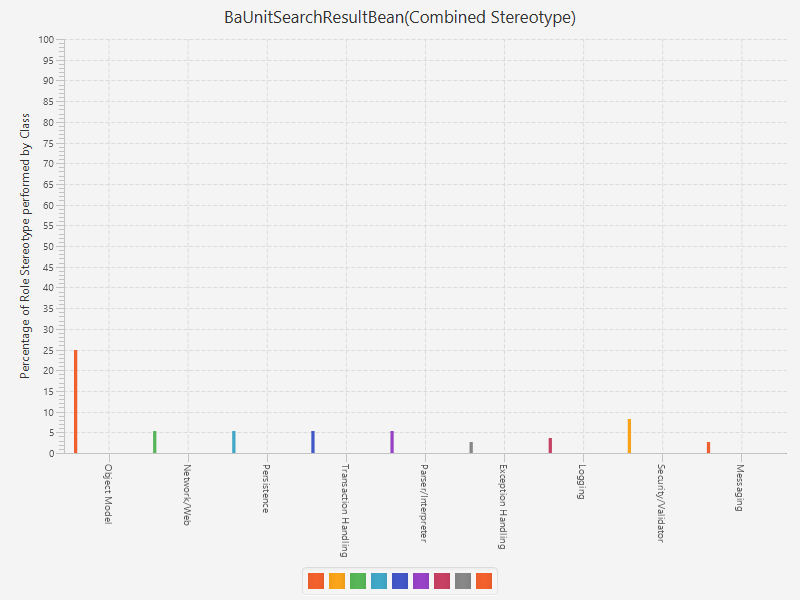 BaUnitSearchResultBean(Combined Stereotype)
Percentage of Role Stereotype performed by Class
100
95
90
85
80
75
70
65
60
55
50
45
40
35
30
25
20
15
10
5
0
Object Model
Network/Web
Persistence
Transaction Handling
Parser/Interpreter
Exception Handling
Logging
Security/Validator
Messaging